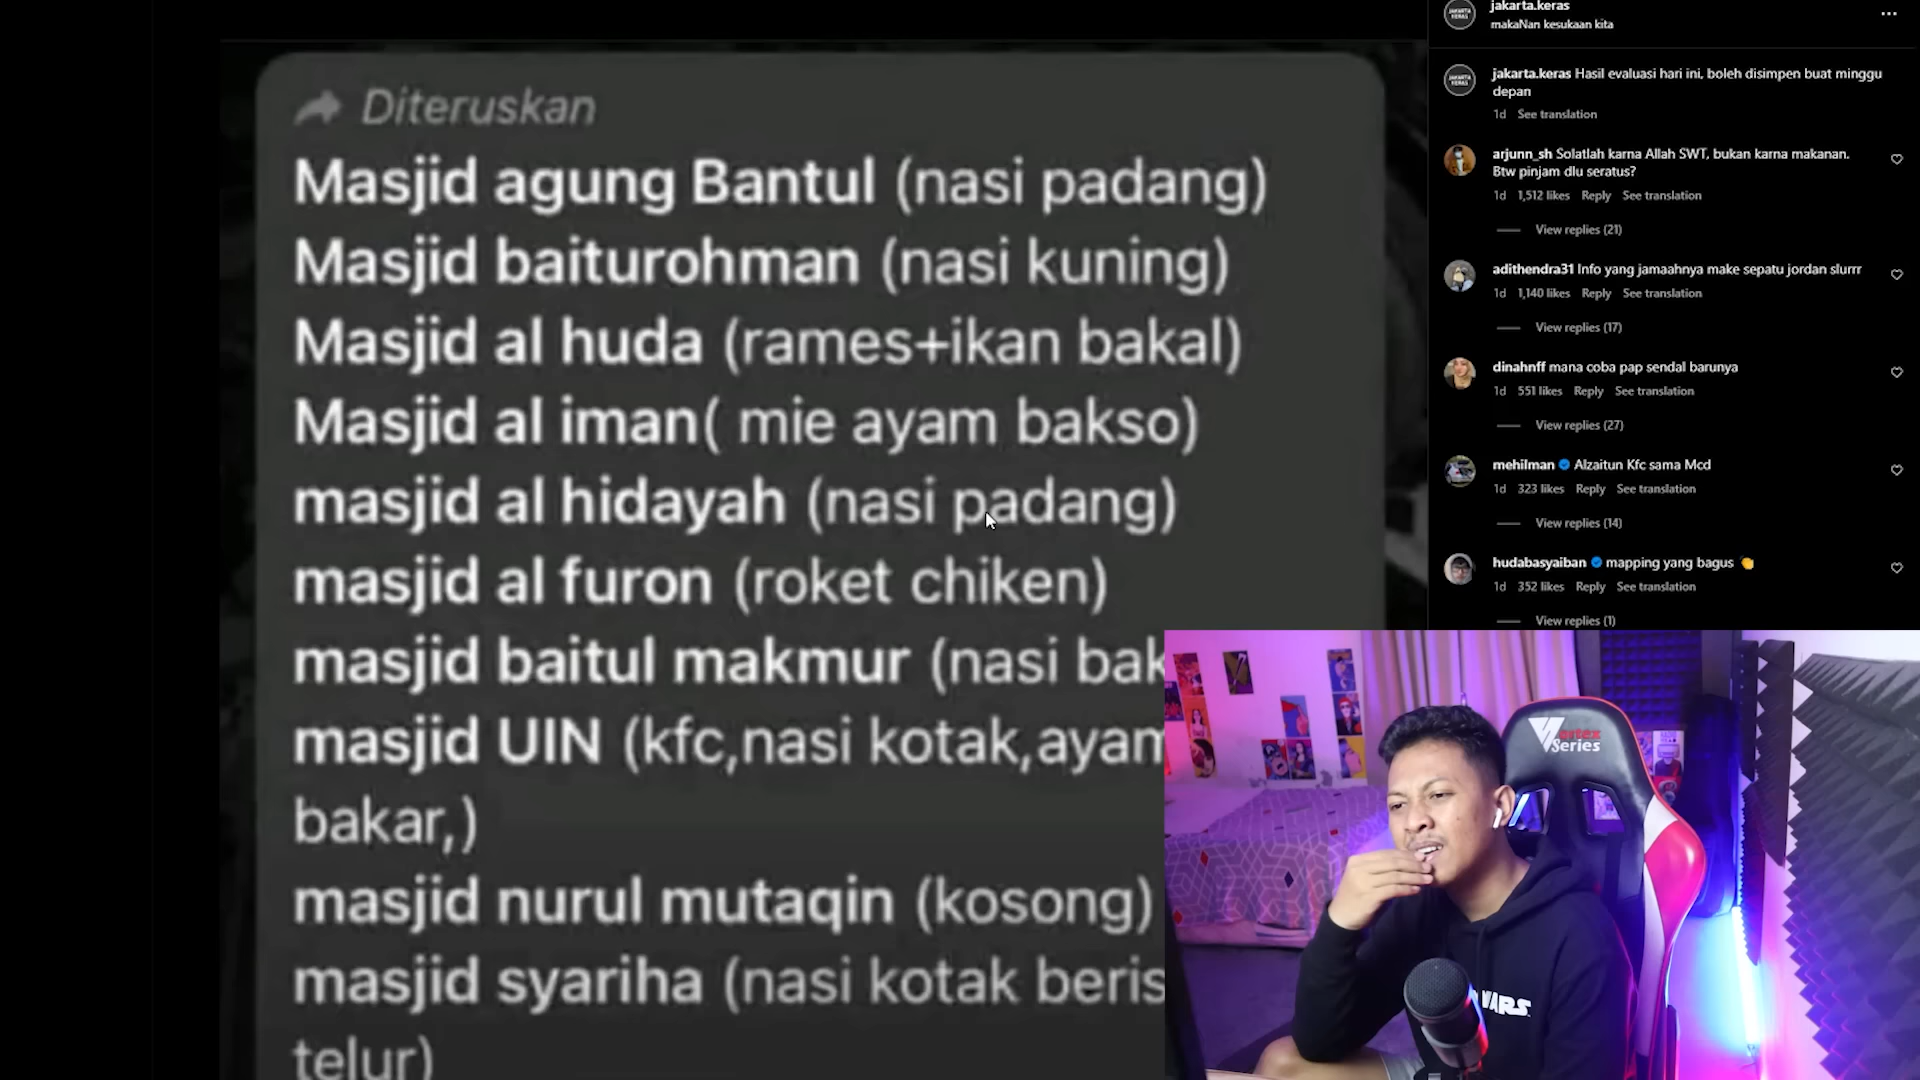 Diteruskan
Masjid agung Bantul (nasi padang)
Masjid baiturohman (nasi kuning)
Masjid al huda (rames+ikan bakal)
Masjid al iman( mie ayam bakso)
masjid al hidayah (nasi padang)
masjid al furon (roket chiken)
masjid baitul makmur (nasi bak
masjid UIN (kfc,nasi kotak,ayam
bakar,)
masjid nurul mutaqin (kosong)
masjid syariha (nasi kotak beris
telur)
jakarta.keras
makaNan kesukaan kita
jakarta.keras Hasil evaluasi hari ini, boleh disimpen buat minggu
depan
1d See translation
arjunn_sh Solatlah karna Allah SWT, bukan karna makanan.
Btw pinjam dlu seratus?
1d 1,512 likes Reply See translation
View replies (21)
adithendra31 Info yang jamaahnya make sepatu jordan slurrr
1d 1,140 likes Reply See translation
View replies (17)
dinahnff mana coba pap sendal barunya
1d 551 likes Reply See translation
View replies (27)
mehilman Alzaitun Kfc sama Mcd
1d 323 likes Reply See translation
View replies (14)
hudabasyaiban mapping yang bagus 👏
1d 352 likes Reply See translation
View replies (1)
Series
WARS